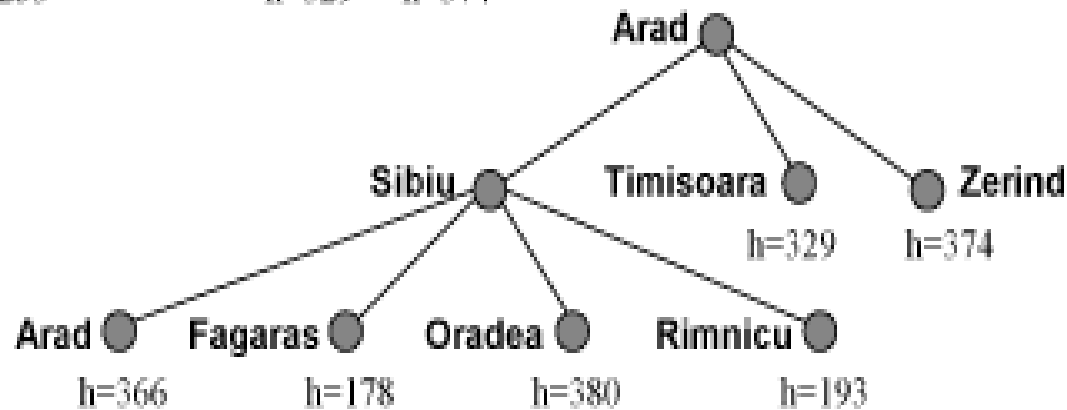 Arad
Sibiu Timisoara Zerind
h=329 h=374
Arad Fagaras Oradea Rimnicu
h=366 h=178 h=380 h=193